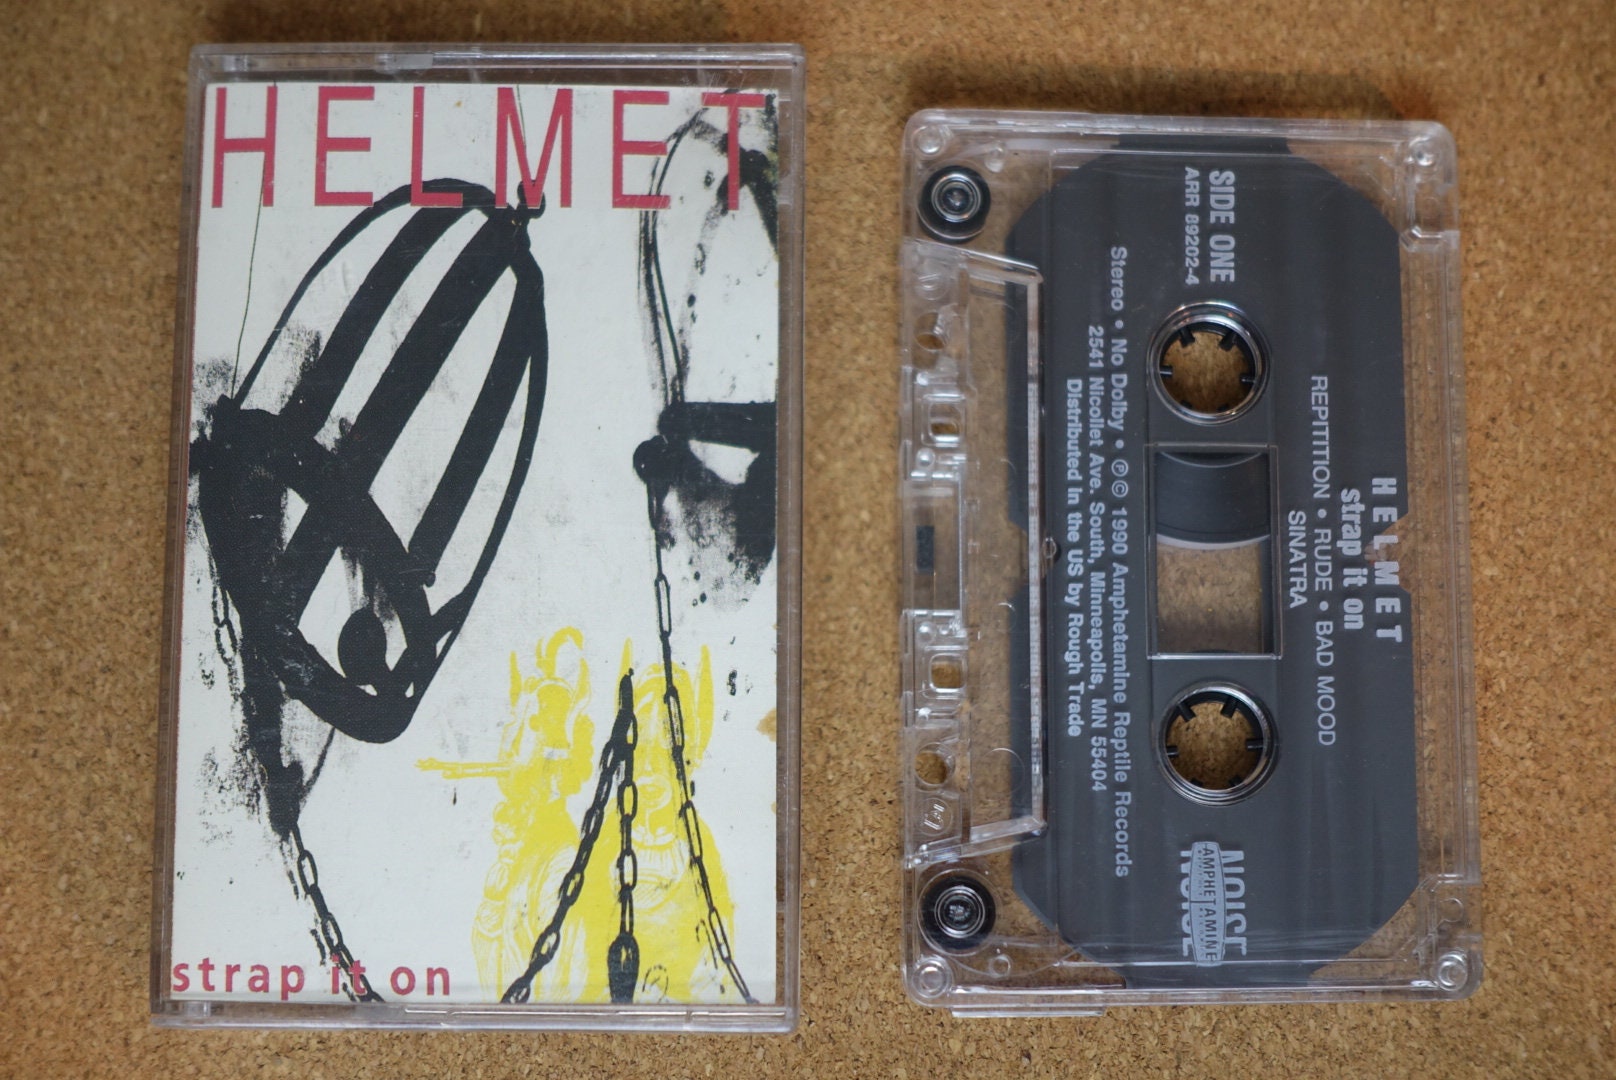 HELMET
strap it on
SIDE ONE
ARR 89202-4
HELMET
strap it on
REPITITION • RUDE • BAD MOOD
SINATRA
Stereo • No Dolby • ℗© 1990 Amphetamine Reptile Records
2541 Nicollet Ave. South, Minneapolis, MN 55404
Distributed in the US by Rough Trade
NOISE
AMPHETAMINE
NOISE